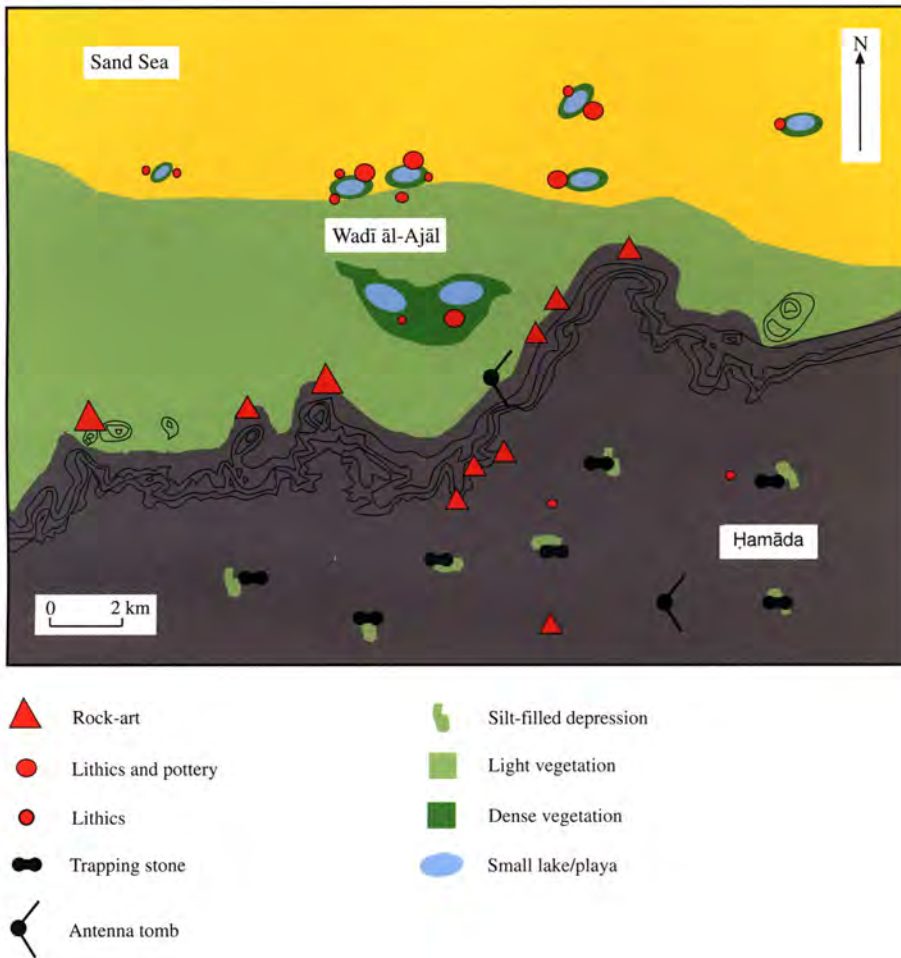 Sand Sea
N
Wadī āl-Ajāl
Ḥamāda
0 2 km
Rock-art
Lithics and pottery
Lithics
Trapping stone
Antenna tomb
Silt-filled depression
Light vegetation
Dense vegetation
Small lake/playa